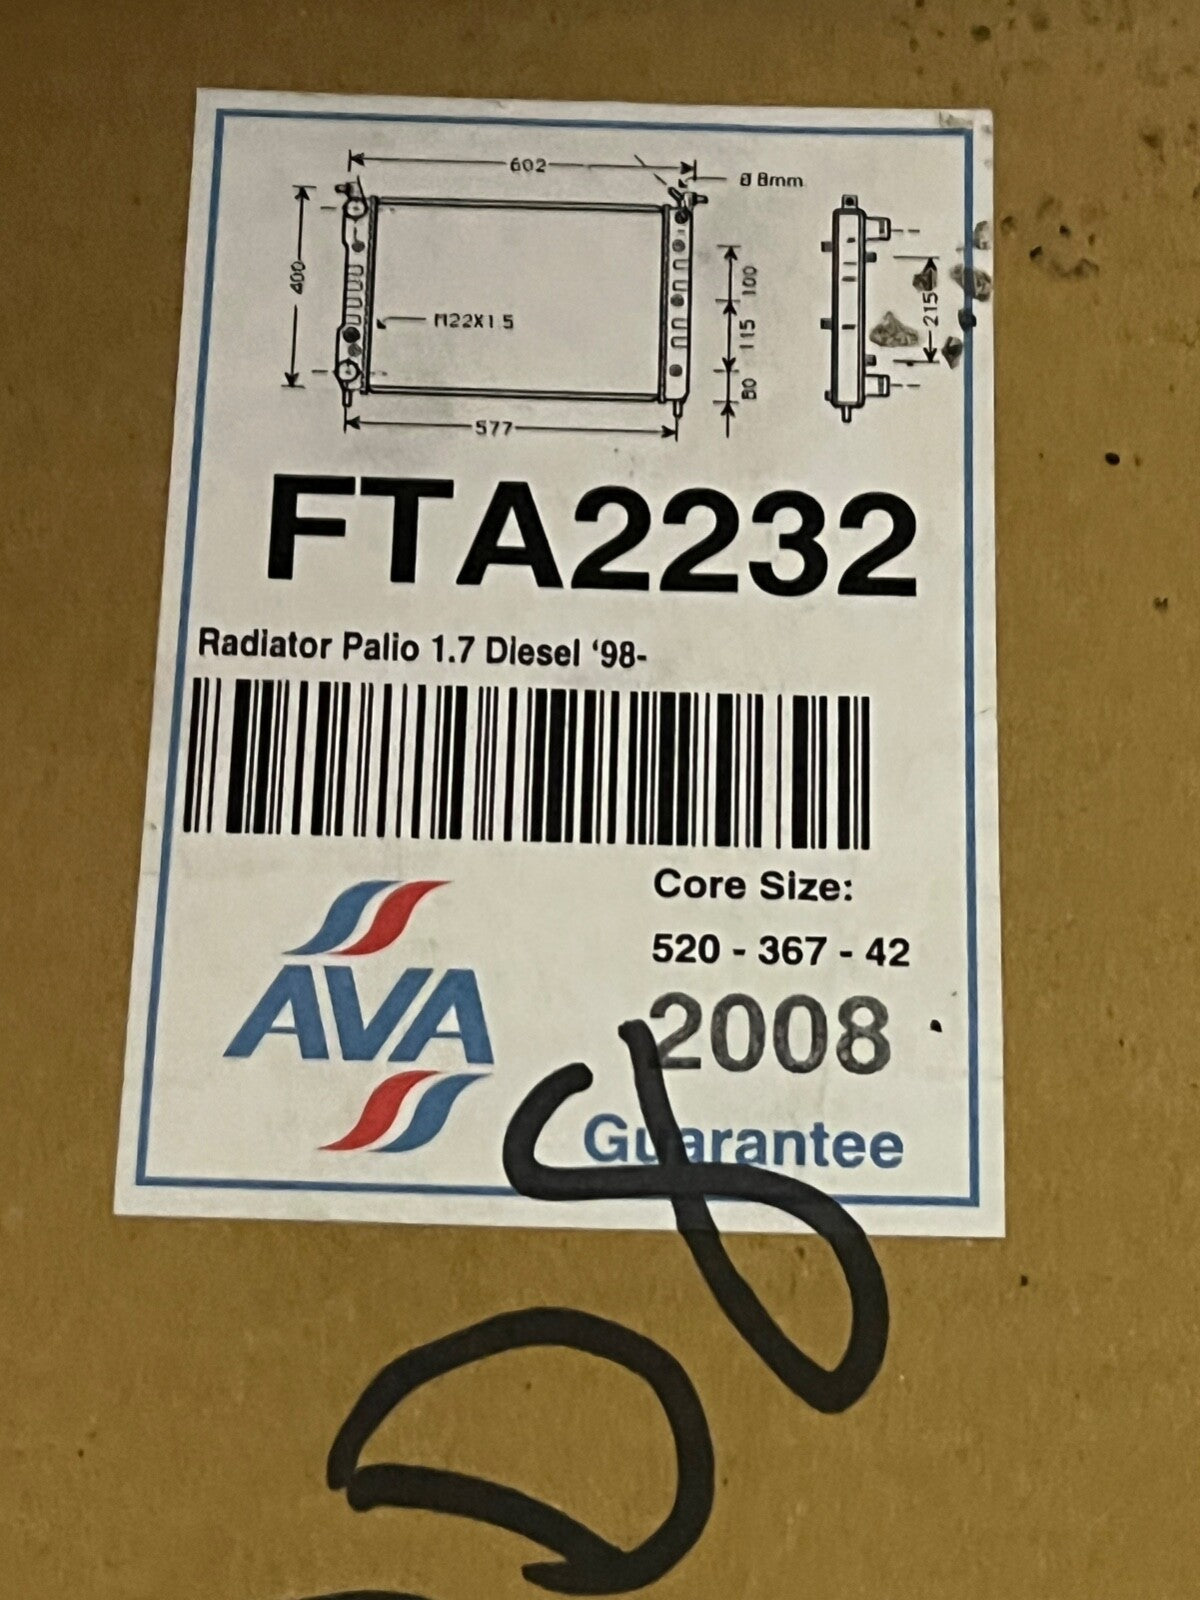 602
Ø 8mm
400
100
M22X1.5
115
80
215
577
FTA2232
Radiator Palio 1.7 Diesel ‘98-
Core Size:
520 - 367 - 42
AVA
2008
Guarantee